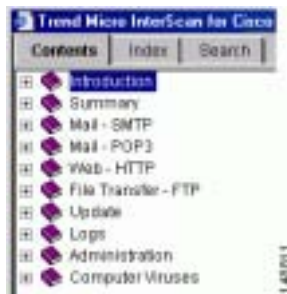 Trend Micro InterScan for Cisco
Contents Index Search
Introduction
Summary
Mail - SMTP
Mail - POP3
Web - HTTP
File Transfer - FTP
Update
Logs
Administration
Computer Viruses